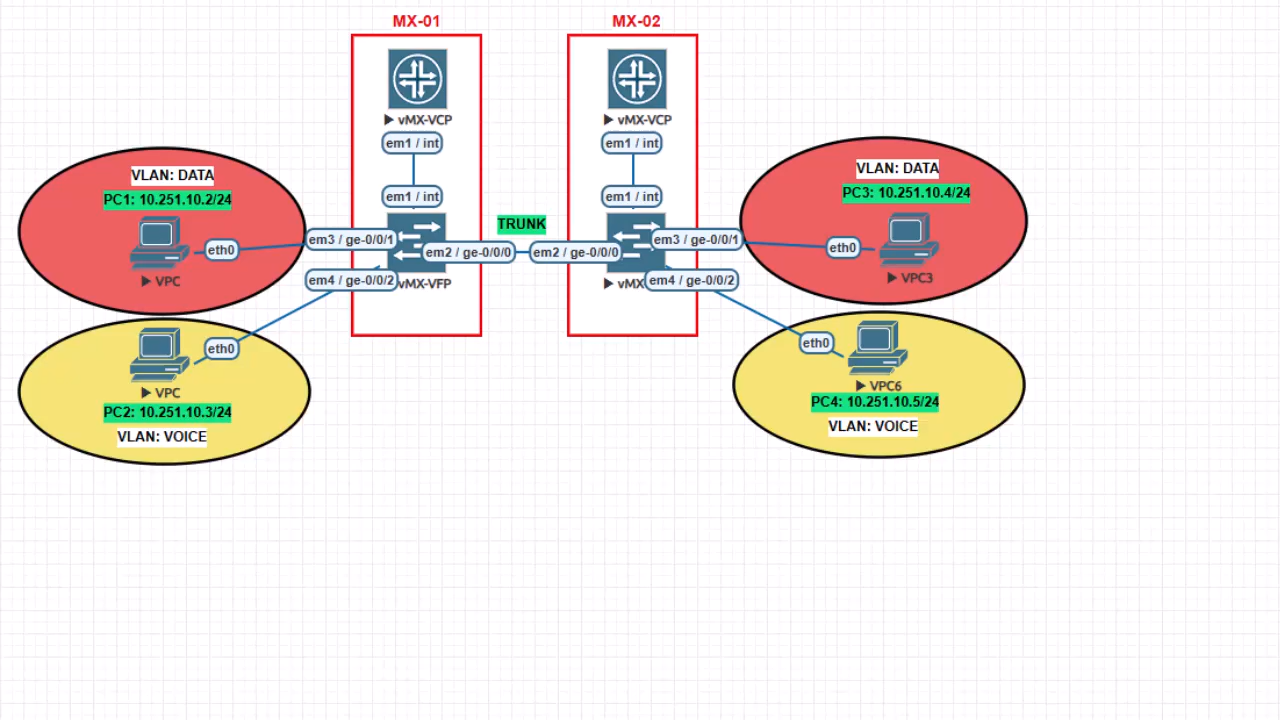 MX-01
MX-02
vMX-VCP
vMX-VCP
em1 / int
em1 / int
em1 / int
em1 / int
VLAN: DATA
PC1: 10.251.10.2/24
eth0
VPC
em3 / ge-0/0/1
em4 / ge-0/0/2
vMX-VFP
em2 / ge-0/0/0
TRUNK
em2 / ge-0/0/0
em3 / ge-0/0/1
em4 / ge-0/0/2
vMX
VLAN: DATA
PC3: 10.251.10.4/24
eth0
VPC3
eth0
VPC
PC2: 10.251.10.3/24
VLAN: VOICE
eth0
VPC6
PC4: 10.251.10.5/24
VLAN: VOICE